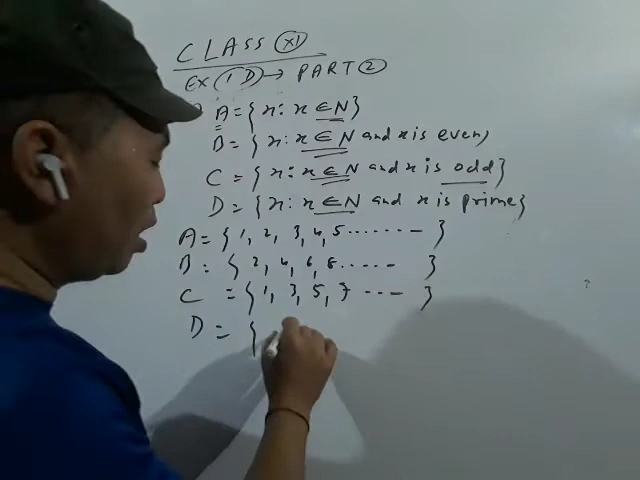 CLASS XI
EX (1D) → PART 2
A = { x : x ∈ N }
B = { x : x ∈ N and x is even}
C = { x : x ∈ N and x is odd }
D = { x : x ∈ N and x is prime }
A = { 1, 2, 3, 4, 5 ....... - }
B = { 2, 4, 6, 8 ..... - }
C = { 1, 3, 5, 7 ... - }
D = {